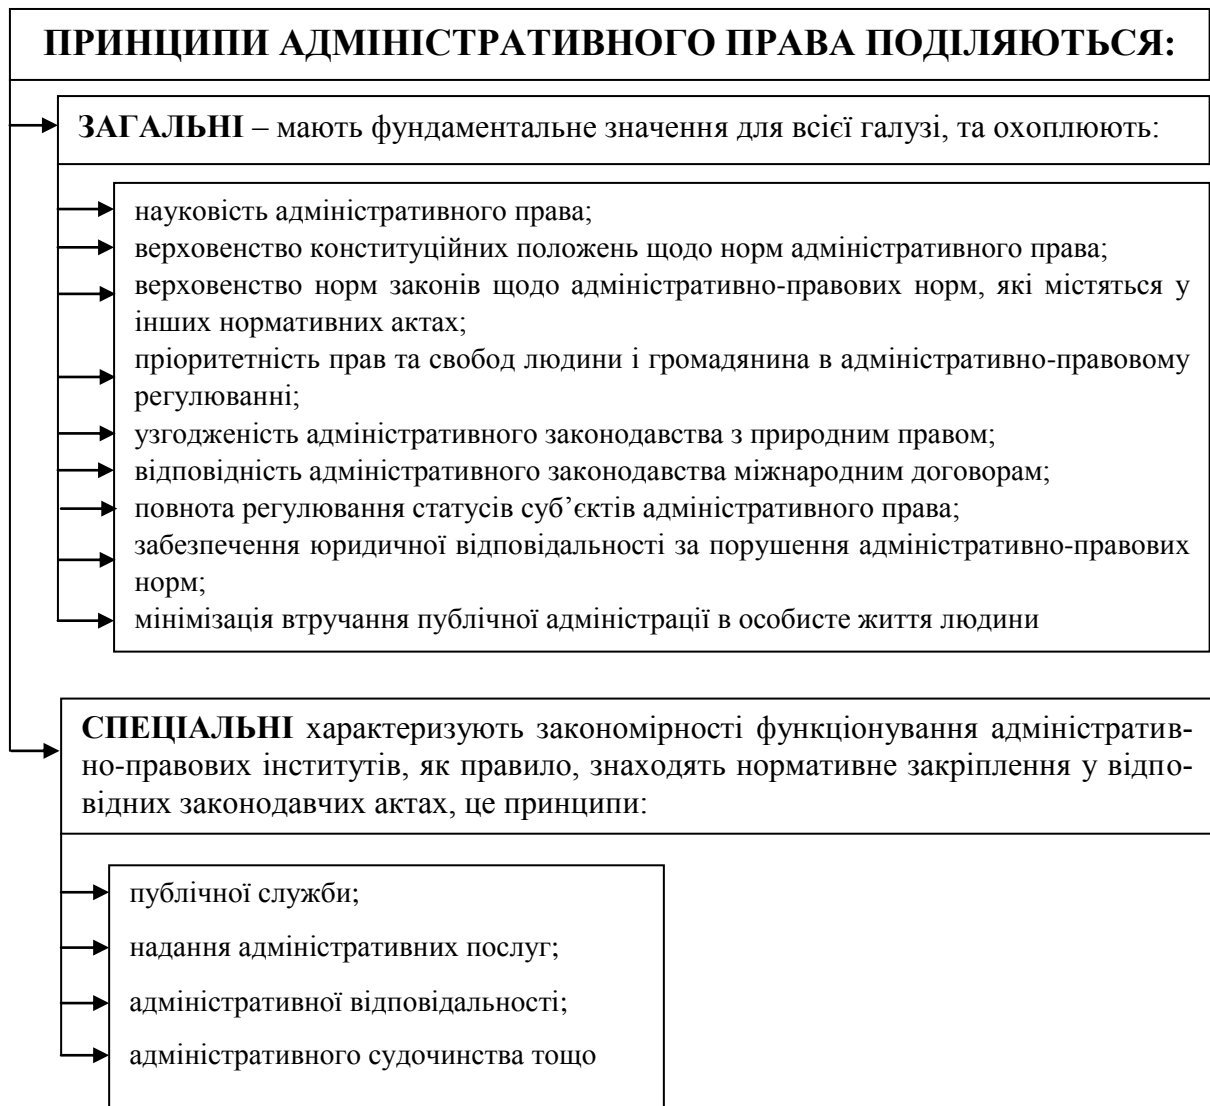 ПРИНЦИПИ АДМІНІСТРАТИВНОГО ПРАВА ПОДІЛЯЮТЬСЯ:
ЗАГАЛЬНІ – мають фундаментальне значення для всієї галузі, та охоплюють:
науковість адміністративного права;
верховенство конституційних положень щодо норм адміністративного права;
верховенство норм законів щодо адміністративно-правових норм, які містяться у
інших нормативних актах;
пріоритетність прав та свобод людини і громадянина в адміністративно-правовому
регулюванні;
узгодженість адміністративного законодавства з природним правом;
відповідність адміністративного законодавства міжнародним договорам;
повнота регулювання статусів суб’єктів адміністративного права;
забезпечення юридичної відповідальності за порушення адміністративно-правових
норм;
мінімізація втручання публічної адміністрації в особисте життя людини
СПЕЦІАЛЬНІ характеризують закономірності функціонування адміністратив-
но-правових інститутів, як правило, знаходять нормативне закріплення у відпо-
відних законодавчих актах, це принципи:
публічної служби;
надання адміністративних послуг;
адміністративної відповідальності;
адміністративного судочинства тощо